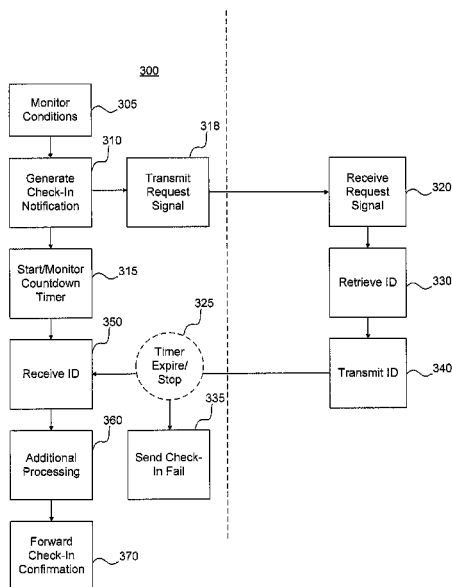 300
Monitor
Conditions
305
310
Generate
Check-In
Notification
318
Transmit
Request
Signal
Receive
Request
Signal
320
Start/Monitor
Countdown
Timer
315
Retrieve ID
330
350
Receive ID
325
Timer
Expire/
Stop
Transmit ID
340
335
Send Check-
In Fail
360
Additional
Processing
Forward
Check-In
Confirmation
370